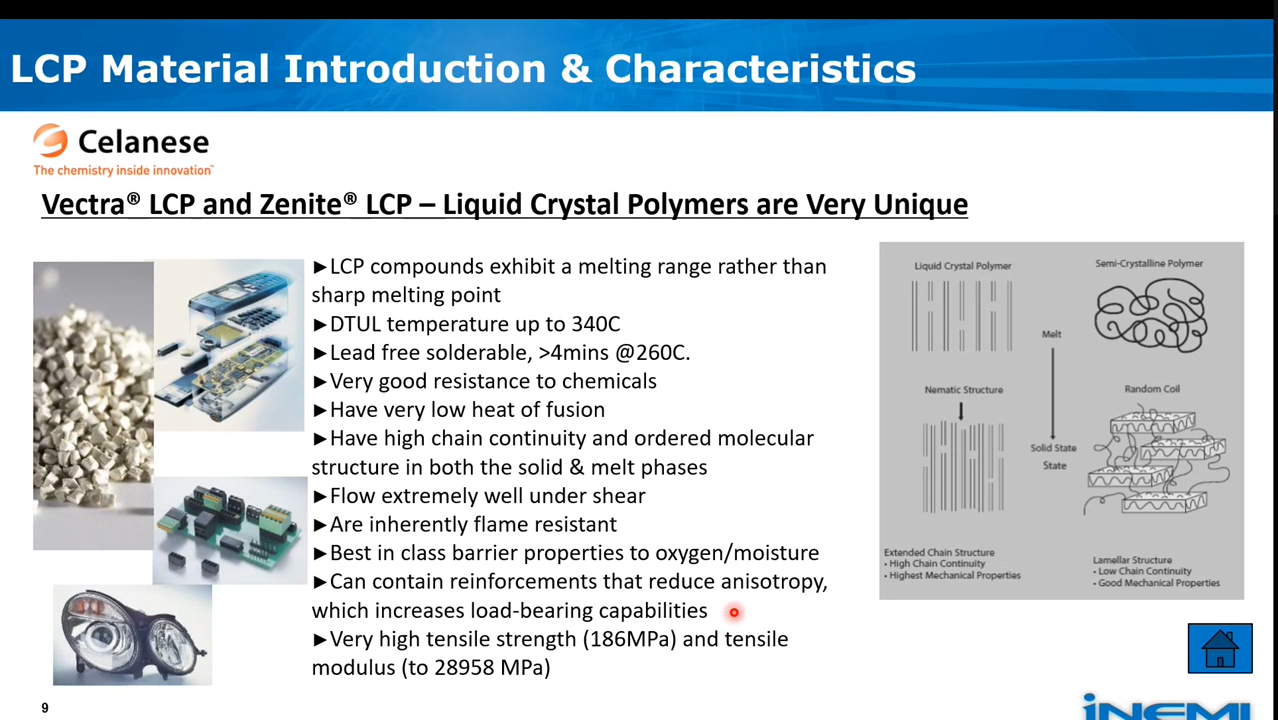 LCP Material Introduction & Characteristics
Celanese
The chemistry inside innovation™
Vectra® LCP and Zenite® LCP – Liquid Crystal Polymers are Very Unique
►LCP compounds exhibit a melting range rather than
sharp melting point
►DTUL temperature up to 340C
►Lead free solderable, >4mins @260C.
►Very good resistance to chemicals
►Have very low heat of fusion
►Have high chain continuity and ordered molecular
structure in both the solid & melt phases
►Flow extremely well under shear
►Are inherently flame resistant
►Best in class barrier properties to oxygen/moisture
►Can contain reinforcements that reduce anisotropy,
which increases load-bearing capabilities
►Very high tensile strength (186MPa) and tensile
modulus (to 28958 MPa)
Liquid Crystal Polymer
Semi-Crystalline Polymer
Melt
Nematic Structure
Random Coil
Solid State
State
Extended Chain Structure
• High Chain Continuity
• Highest Mechanical Properties
Lamellar Structure
• Low Chain Continuity
• Good Mechanical Properties
9
iNEMI